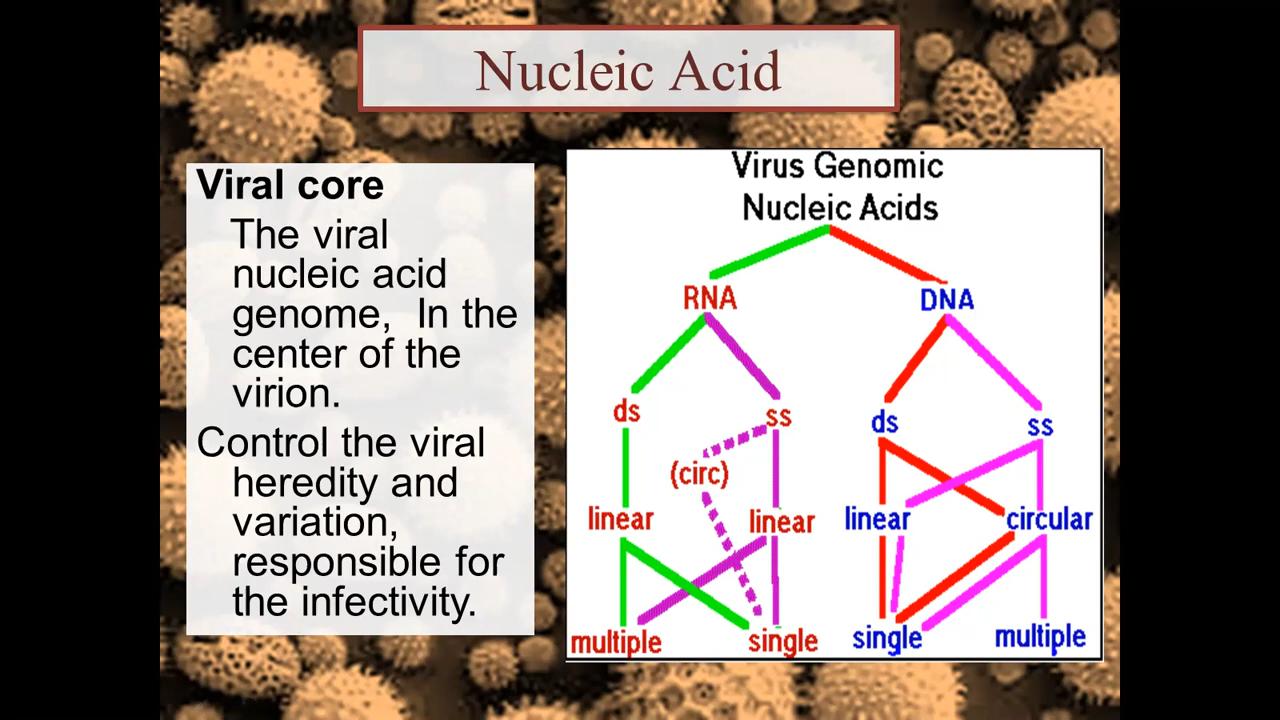 Nucleic Acid
Viral core
The viral
nucleic acid
genome, In the
center of the
virion.
Control the viral
heredity and
variation,
responsible for
the infectivity.
Virus Genomic
Nucleic Acids
RNA DNA
ds ss ds ss
(circ)
linear linear linear circular
multiple single single multiple